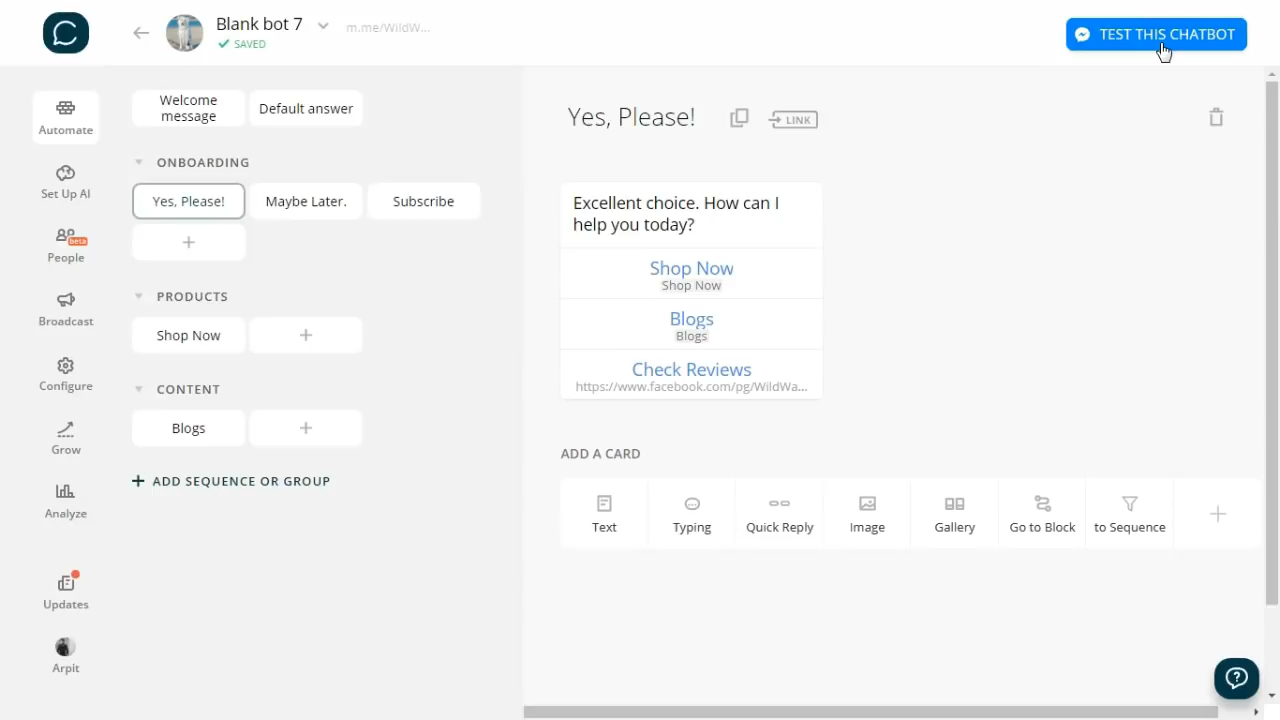 Blank bot 7
m.me/WildW...
SAVED
TEST THIS CHATBOT
Automate
Set Up AI
People
beta
Broadcast
Configure
Grow
Analyze
Updates
Arpit
Welcome
message
Default answer
ONBOARDING
Yes, Please!
Maybe Later.
Subscribe
+
PRODUCTS
Shop Now
+
CONTENT
Blogs
+
+ ADD SEQUENCE OR GROUP
Yes, Please!
LINK
Excellent choice. How can I
help you today?
Shop Now
Shop Now
Blogs
Blogs
Check Reviews
https://www.facebook.com/pg/WildWa...
ADD A CARD
Text
Typing
Quick Reply
Image
Gallery
Go to Block
to Sequence
+
?